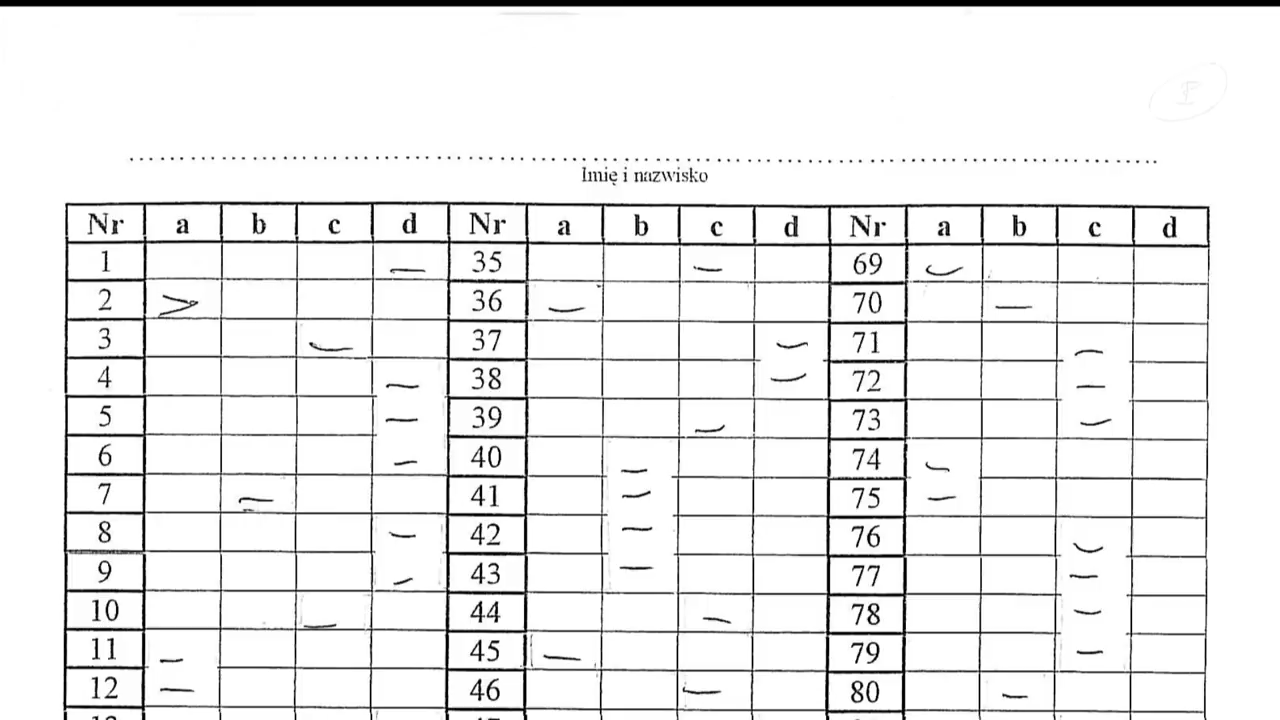 Imię i nazwisko
Nr a b c d Nr a b c d Nr a b c d
1 35 69
2 36 70
3 37 71
4 38 72
5 39 73
6 40 74
7 41 75
8 42 76
9 43 77
10 44 78
11 45 79
12 46 80